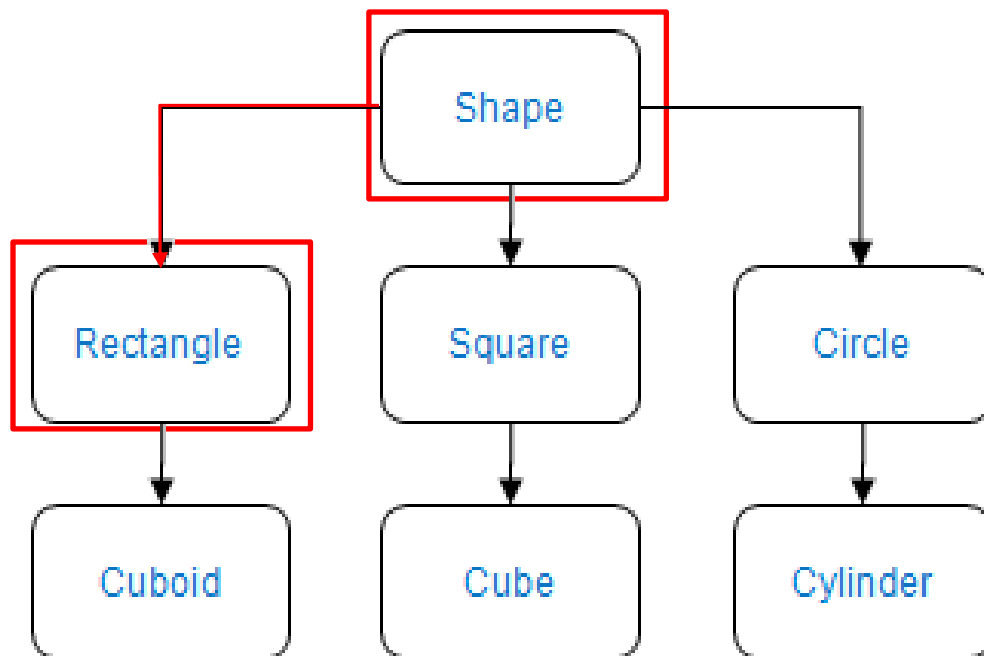 Shape
Rectangle
Square
Circle
Cuboid
Cube
Cylinder